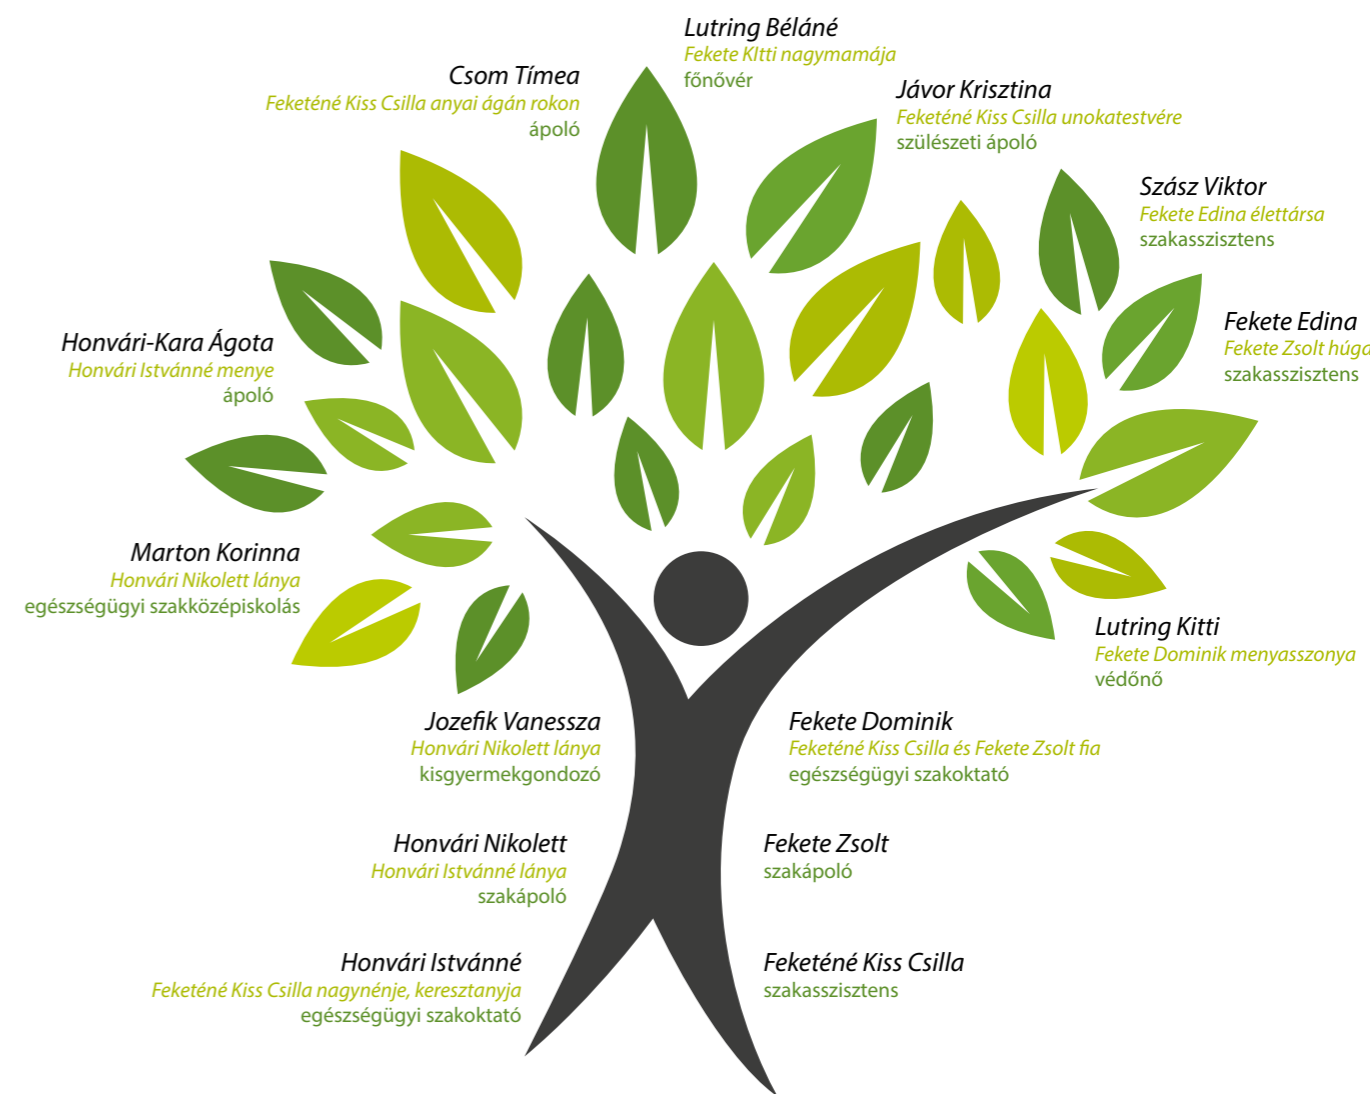 Lutring Béláné
Fekete KItti nagymamája
főnővér
Csom Tímea
Feketéné Kiss Csilla anyai ágán rokon
ápoló
Jávor Krisztina
Feketéné Kiss Csilla unokatestvére
szülészeti ápoló
Szász Viktor
Fekete Edina élettársa
szakasszisztens
Fekete Edina
Fekete Zsolt húga
szakasszisztens
Honvári-Kara Ágota
Honvári Istvánné menye
ápoló
Marton Korinna
Honvári Nikolett lánya
egészségügyi szakközépiskolás
Lutring Kitti
Fekete Dominik menyasszonya
védőnő
Jozefik Vanessza
Honvári Nikolett lánya
kisgyermekgondozó
Fekete Dominik
Feketéné Kiss Csilla és Fekete Zsolt fia
egészségügyi szakoktató
Honvári Nikolett
Honvári Istvánné lánya
szakápoló
Fekete Zsolt
szakápoló
Honvári Istvánné
Feketéné Kiss Csilla nagynénje, keresztanyja
egészségügyi szakoktató
Feketéné Kiss Csilla
szakasszisztens